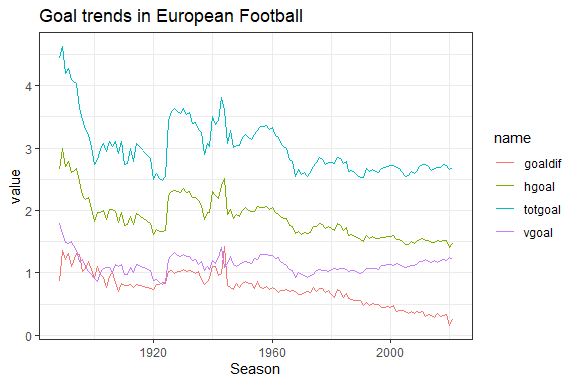 Goal trends in European Football
value
4
3
2
1
0
1920
1960
2000
Season
name
goaldif
hgoal
totgoal
vgoal